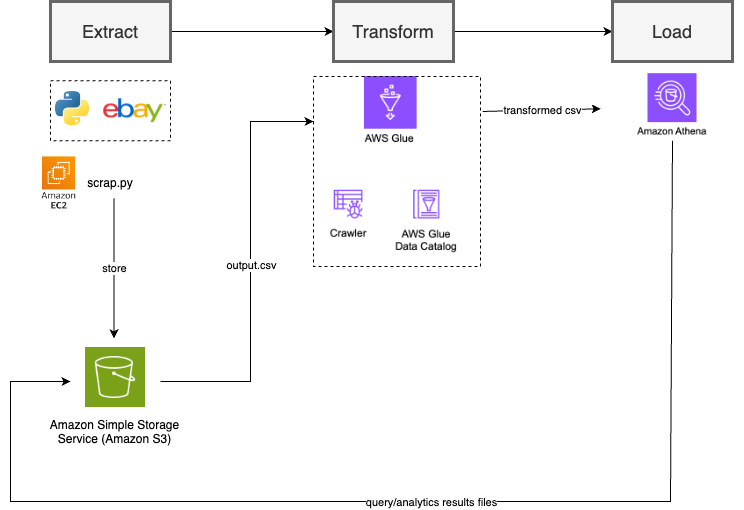 Extract
Transform
Load
ebay
Amazon
EC2
scrap.py
store
Amazon Simple Storage
Service (Amazon S3)
output.csv
AWS Glue
Crawler
AWS Glue
Data Catalog
transformed csv
Amazon Athena
query/analytics results files